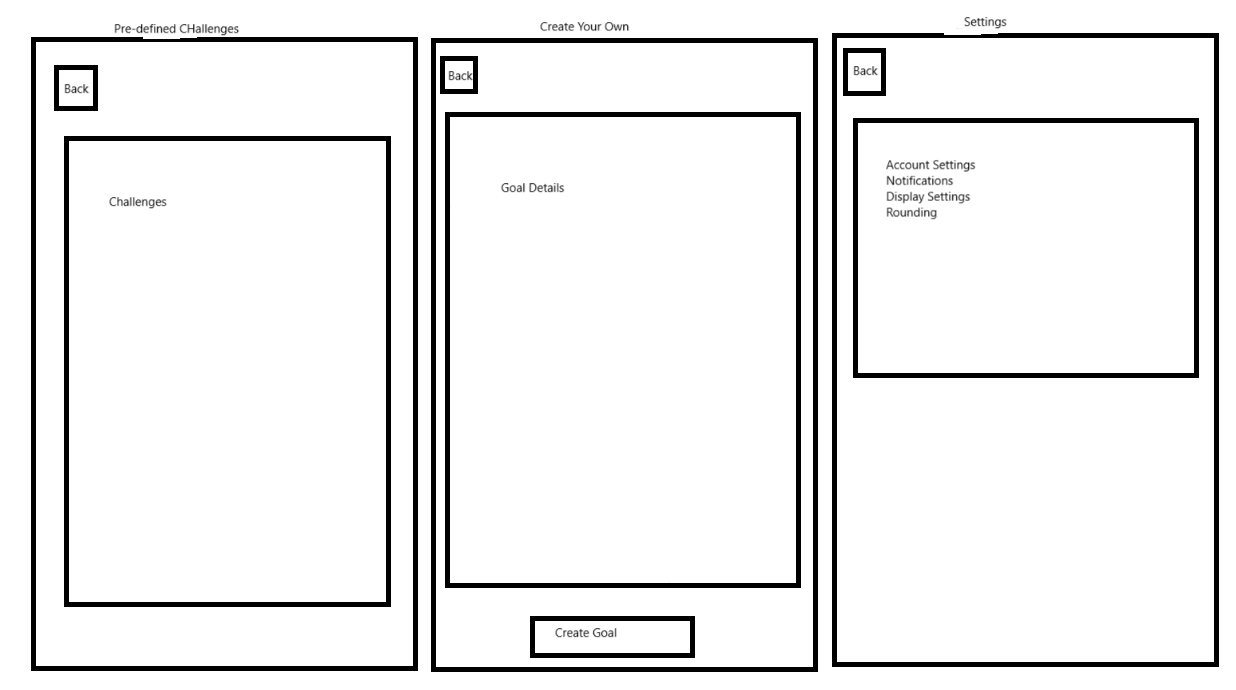 Pre-defined CHallenges
Back
Challenges
Create Your Own
Back
Goal Details
Create Goal
Settings
Back
Account Settings
Notifications
Display Settings
Rounding